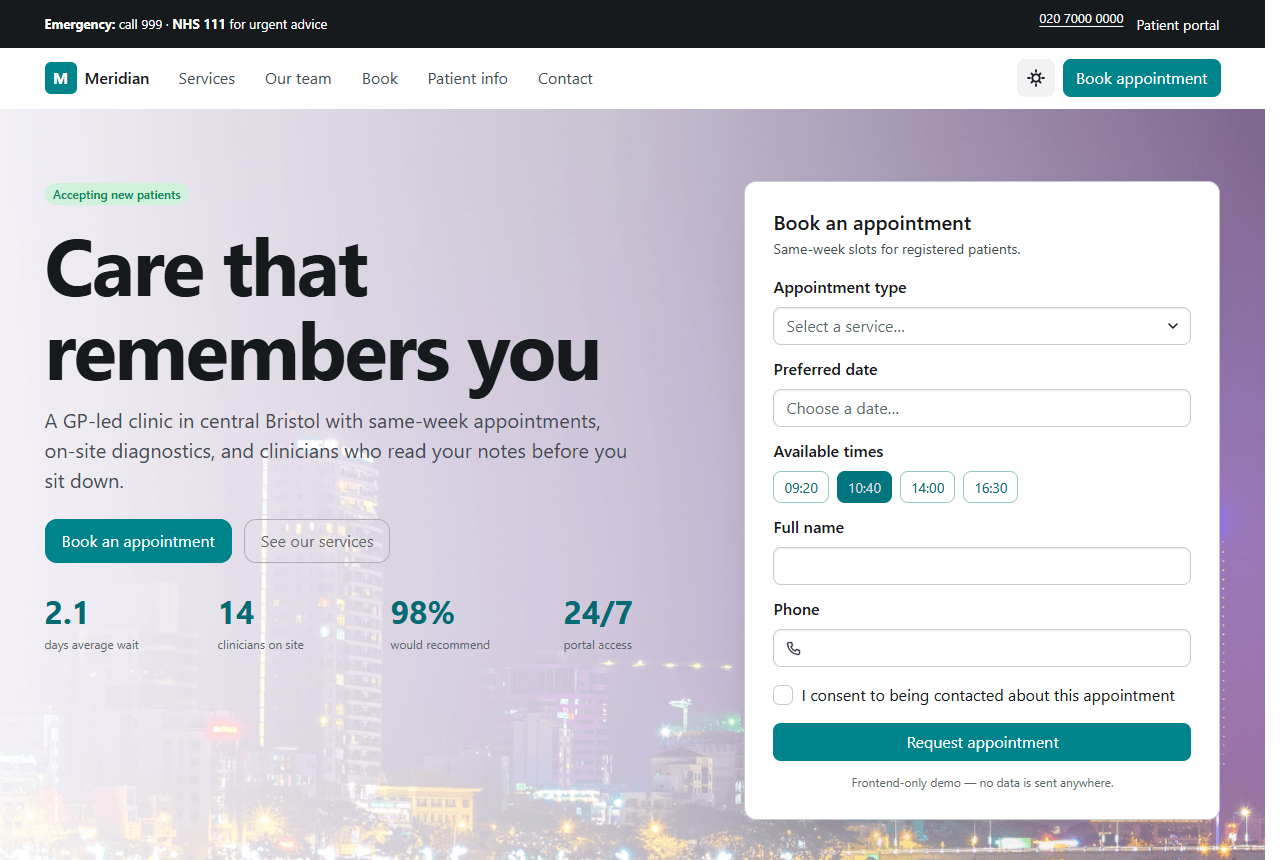 Emergency: call 999 · NHS 111 for urgent advice
020 7000 0000
Patient portal
M
Meridian
Services
Our team
Book
Patient info
Contact
Book appointment
Accepting new patients
Care that
remembers you
A GP-led clinic in central Bristol with same-week appointments,
on-site diagnostics, and clinicians who read your notes before you
sit down.
Book an appointment
See our services
2.1
days average wait
14
clinicians on site
98%
would recommend
24/7
portal access
Book an appointment
Same-week slots for registered patients.
Appointment type
Select a service...
Preferred date
Choose a date...
Available times
09:20
10:40
14:00
16:30
Full name
Phone
I consent to being contacted about this appointment
Request appointment
Frontend-only demo — no data is sent anywhere.